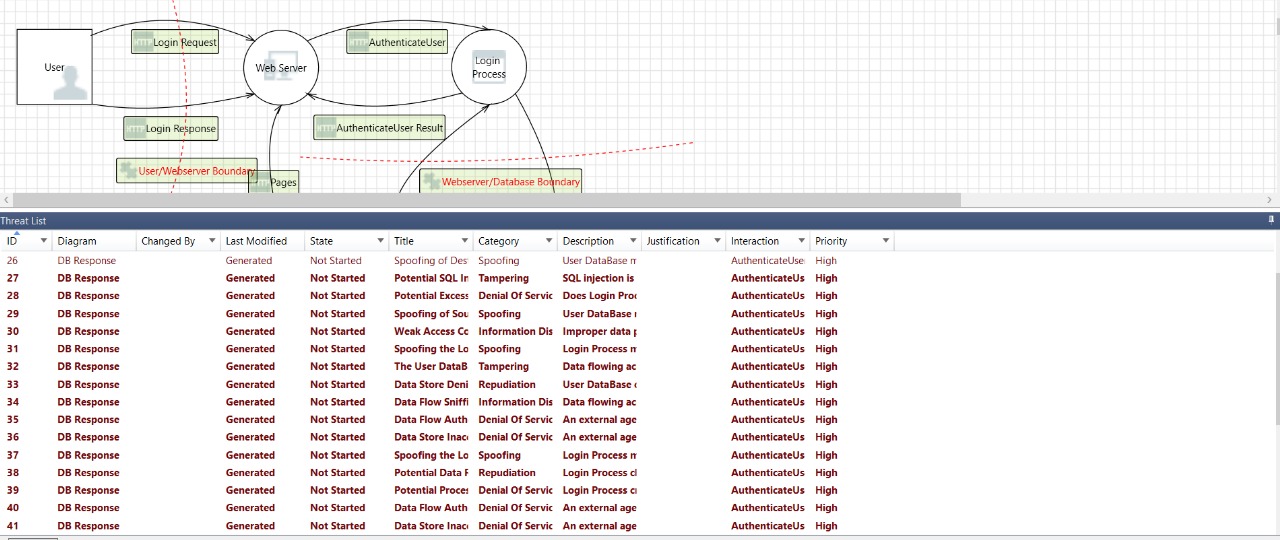 HTTP Login Request
HTTP AuthenticateUser
User
Web Server
Login
Process
HTTP Login Response
HTTP AuthenticateUser Result
User/Webserver Boundary
HTTP Pages
Webserver/Database Boundary
Threat List
ID Diagram Changed By Last Modified State Title Category Description Justification Interaction Priority
26 DB Response Generated Not Started Spoofing of Des Spoofing User DataBase m AuthenticateUse High
27 DB Response Generated Not Started Potential SQL In Tampering SQL injection is AuthenticateUs High
28 DB Response Generated Not Started Potential Excess Denial Of Servic Does Login Proc AuthenticateUs High
29 DB Response Generated Not Started Spoofing of Sou Spoofing User DataBase m AuthenticateUs High
30 DB Response Generated Not Started Weak Access Co Information Dis Improper data p AuthenticateUs High
31 DB Response Generated Not Started Spoofing the Lo Spoofing Login Process m AuthenticateUs High
32 DB Response Generated Not Started The User DataB Tampering Data flowing ac AuthenticateUs High
33 DB Response Generated Not Started Data Store Deni Repudiation User DataBase c AuthenticateUs High
34 DB Response Generated Not Started Data Flow Sniffi Information Dis Data flowing ac AuthenticateUs High
35 DB Response Generated Not Started Data Flow Auth Denial Of Servic An external age AuthenticateUs High
36 DB Response Generated Not Started Data Store Inac Denial Of Servic An external age AuthenticateUs High
37 DB Response Generated Not Started Spoofing the Lo Spoofing Login Process m AuthenticateUs High
38 DB Response Generated Not Started Potential Data R Repudiation Login Process cl AuthenticateUs High
39 DB Response Generated Not Started Potential Proces Denial Of Servic Login Process cr AuthenticateUs High
40 DB Response Generated Not Started Data Flow Auth Denial Of Servic An external age AuthenticateUs High
41 DB Response Generated Not Started Data Store Inac Denial Of Servic An external age AuthenticateUs High